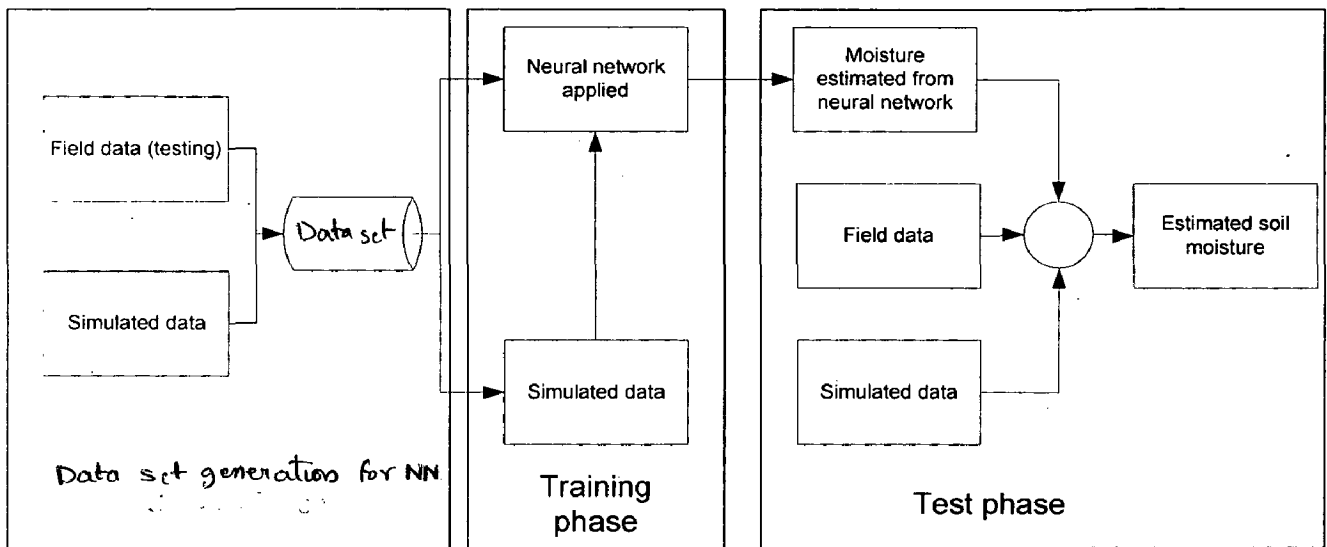 Field data (testing)
Simulated data
Data set
Data set generation for NN
Neural network
applied
Simulated data
Training
phase
Moisture
estimated from
neural network
Field data
Simulated data
Estimated soil
moisture
Test phase